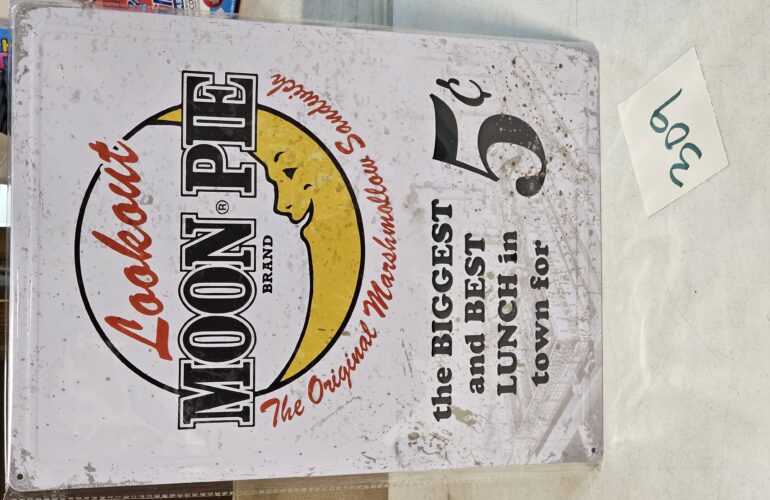 Lookout
MOON PIE
®
BRAND
The Original Marshmallow Sandwich
the BIGGEST
and BEST
LUNCH in
town for
5¢
309